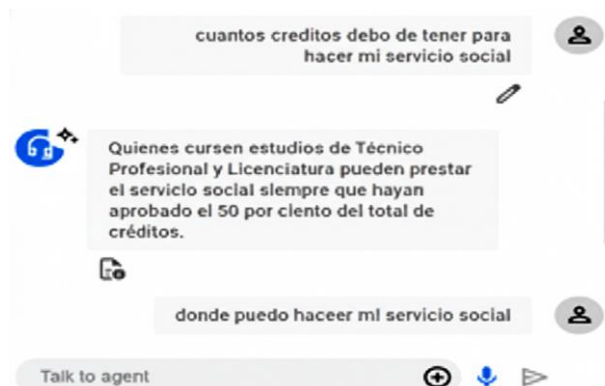 cuantos creditos debo de tener para
hacer mi servicio social
Quienes cursen estudios de Técnico
Profesional y Licenciatura pueden prestar
el servicio social siempre que hayan
aprobado el 50 por ciento del total de
créditos.
donde puedo haceer mI servicio social
Talk to agent